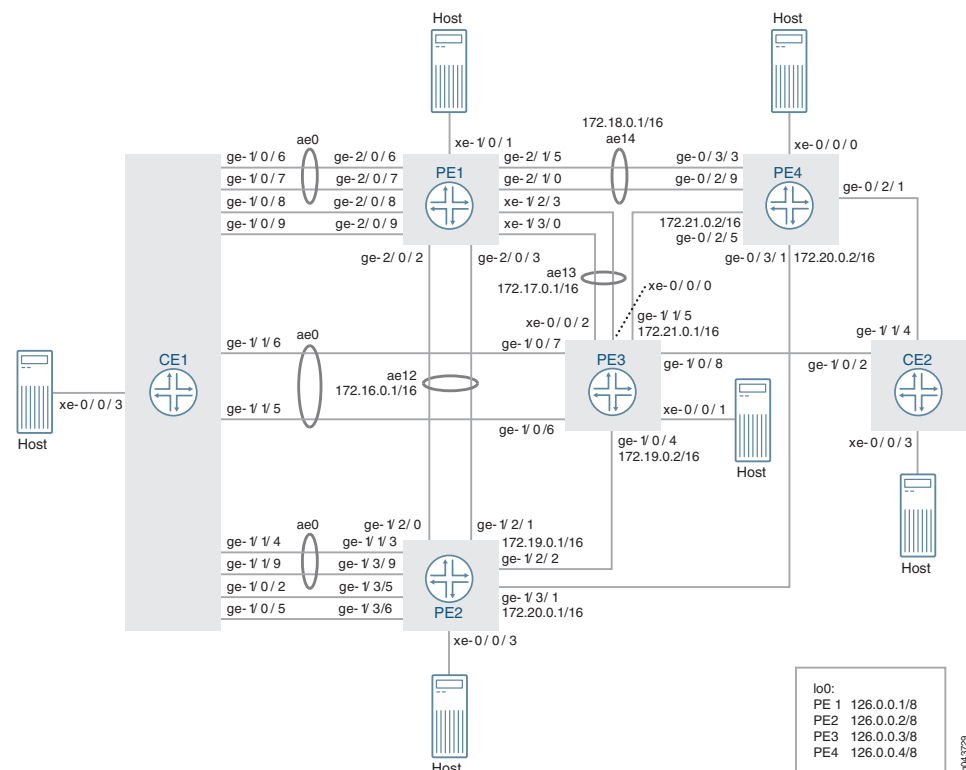 Host
Host
172.18.0.1/16
ae14
ae0
xe-1/0/1
xe-0/0/0
ge-1/0/6
ge-2/0/6
ge-2/1/5
ge-0/3/3
PE1
PE4
ge-1/0/7
ge-2/0/7
ge-2/1/0
ge-0/2/9
ge-0/2/1
ge-1/0/8
ge-2/0/8
xe-1/2/3
ge-1/0/9
ge-2/0/9
xe-1/3/0
172.21.0.2/16
ge-0/2/5
ge-2/0/2
ge-2/0/3
ge-0/3/1
172.20.0.2/16
ae13
172.17.0.1/16
xe-0/0/0
xe-0/0/2
ge-1/1/5
172.21.0.1/16
ge-1/1/6
ae0
ge-1/0/7
ge-1/1/4
CE1
PE3
ge-1/0/8
ge-1/0/2
CE2
ae12
172.16.0.1/16
xe-0/0/3
Host
ge-1/1/5
ge-1/0/6
xe-0/0/1
ge-1/0/4
172.19.0.2/16
Host
xe-0/0/3
Host
ae0
ge-1/2/0
ge-1/2/1
ge-1/1/4
ge-1/1/3
172.19.0.1/16
ge-1/1/9
ge-1/3/9
ge-1/2/2
ge-1/0/2
ge-1/3/5
ge-1/3/1
172.20.0.1/16
ge-1/0/5
ge-1/3/6
PE2
xe-0/0/3
Host
lo0:
PE 1 126.0.0.1/8
PE2 126.0.0.2/8
PE3 126.0.0.3/8
PE4 126.0.0.4/8